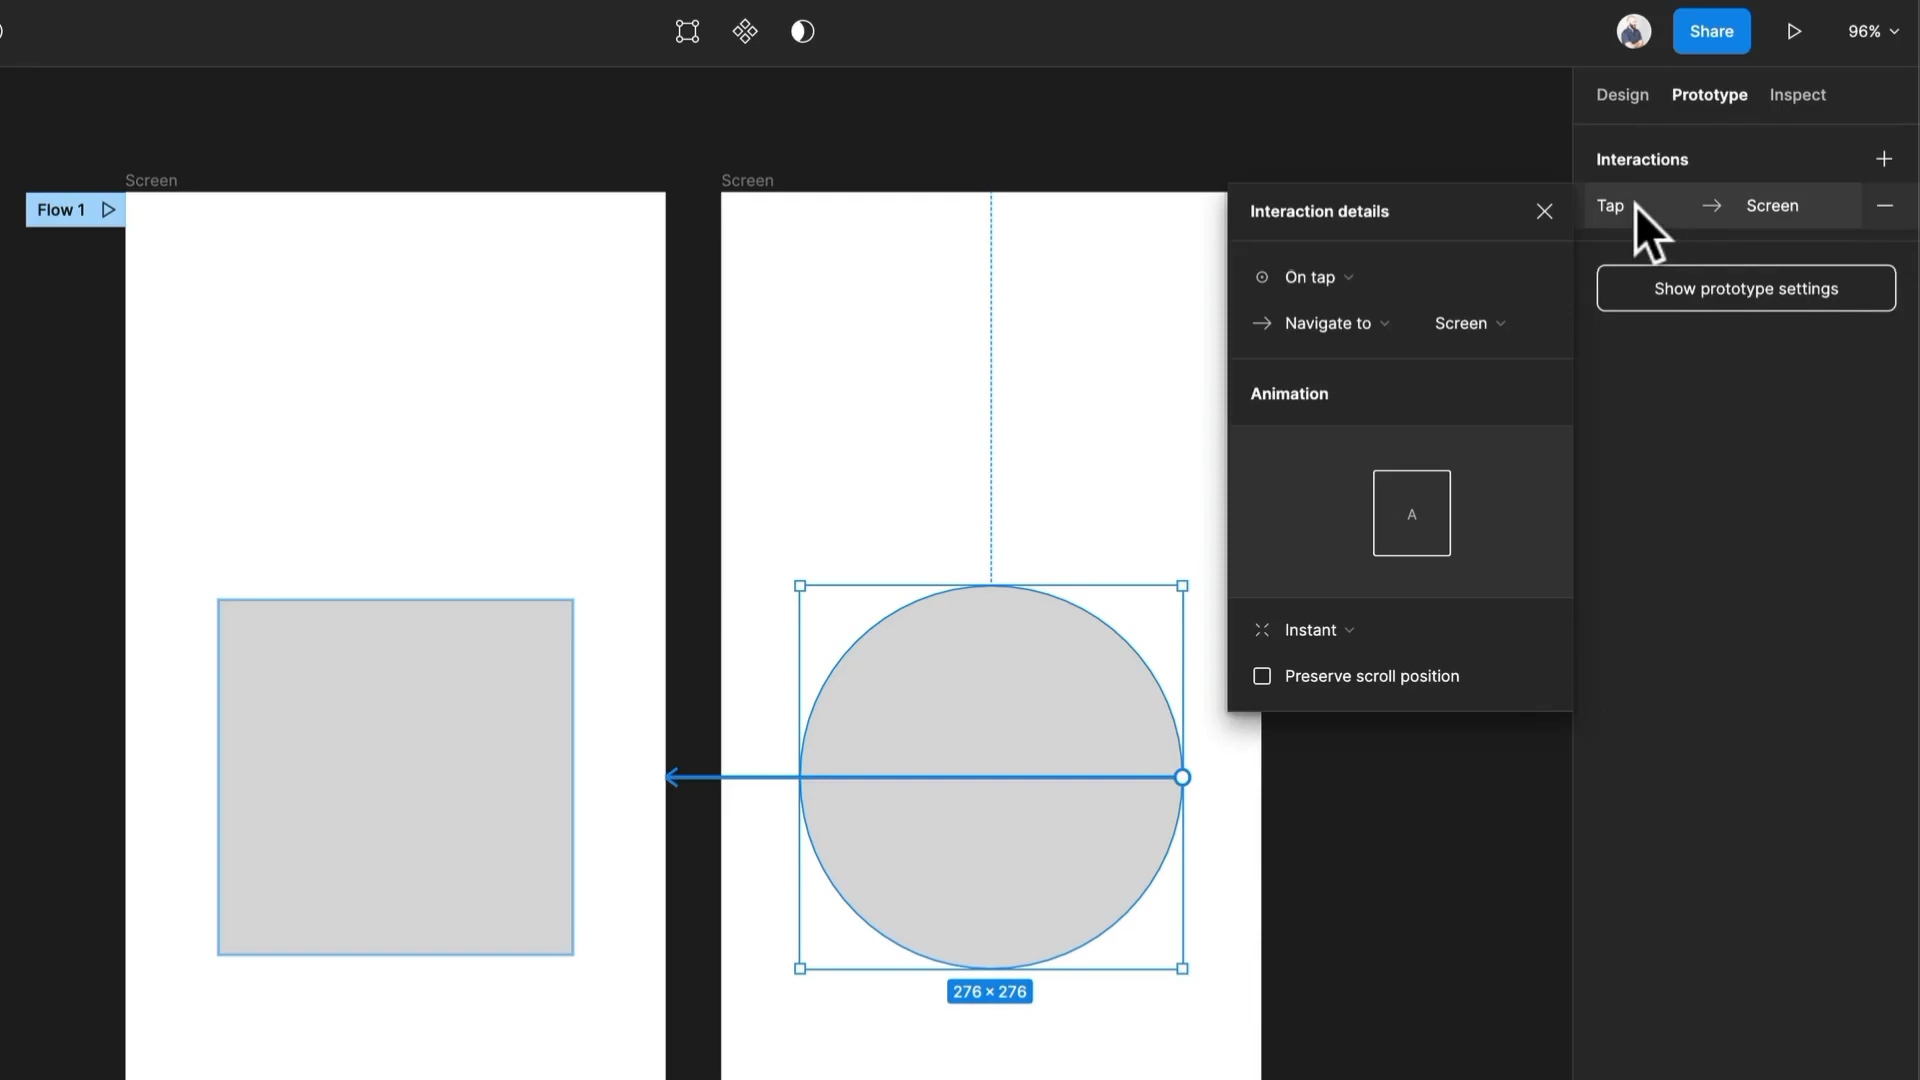 Share
96%
Design Prototype Inspect
Interactions
Tap Screen
Show prototype settings
Screen
Screen
Flow 1
Interaction details
On tap
Navigate to Screen
Animation
A
Instant
Preserve scroll position
276 × 276